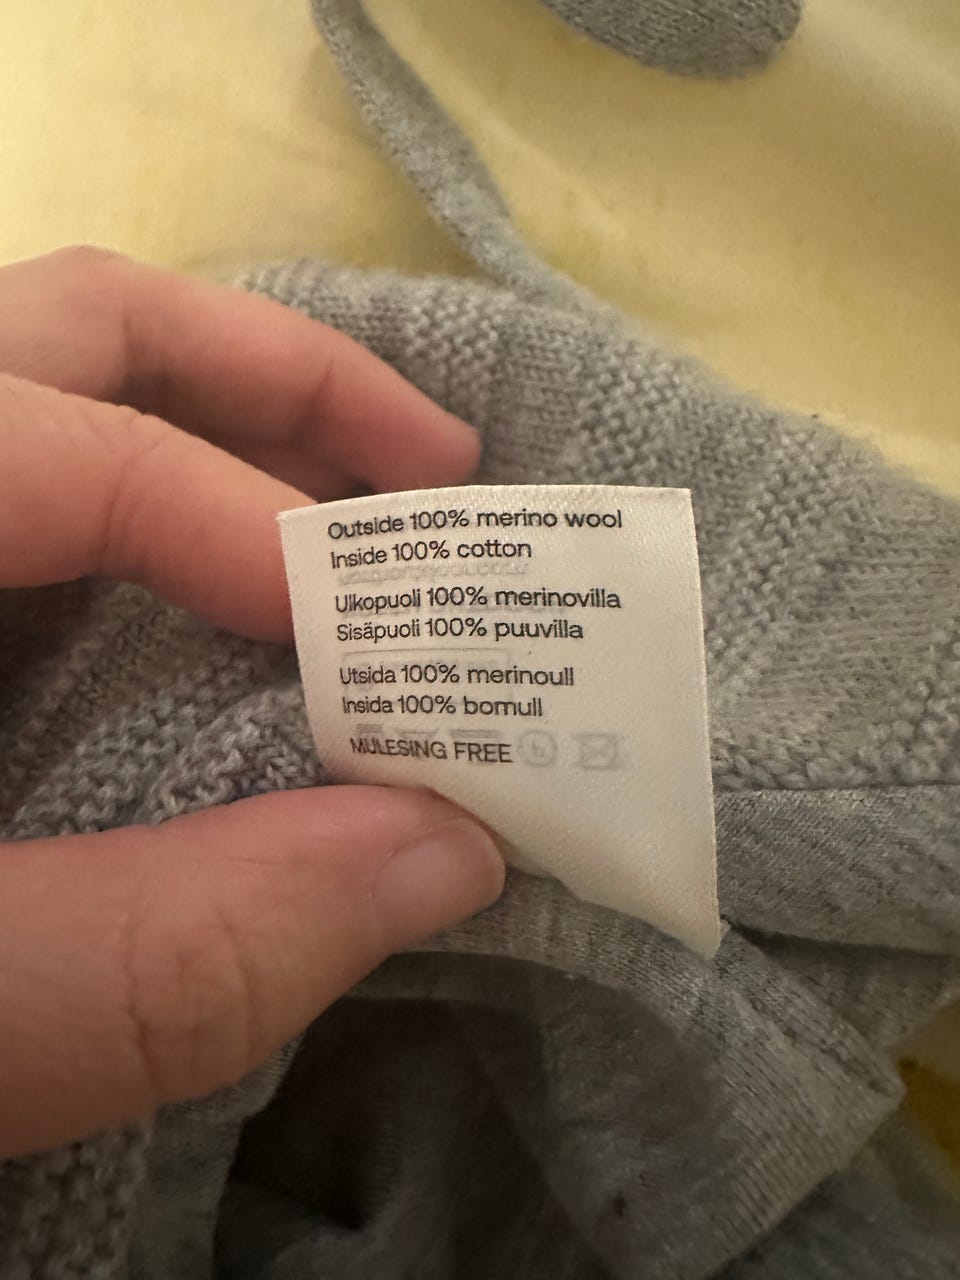 Outside 100% merino wool
Inside 100% cotton
Ulkopuoli 100% merinovilla
Sisäpuoli 100% puuvilla
Utsida 100% merinoull
Insida 100% bomull
MULESING FREE